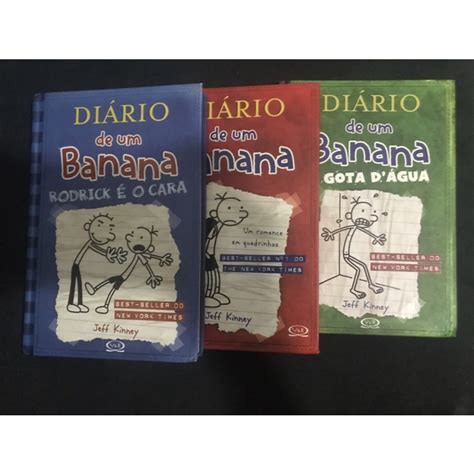 DIÁRIO
de um
Banana
RODRICK É O CARA
BEST-SELLER DO
NEW YORK TIMES
Jeff Kinney
V&R
IÁRIO
de um
anana
Um romance
em quadrinhos
BEST-SELLER Nº1 DO
THE NEW YORK TIMES
Jeff Kinney
V&R
DIÁRIO
de um
Banana
GOTA D'ÁGUA
BEST-SELLER DO
NEW YORK TIMES
Jeff Kinney
V&R